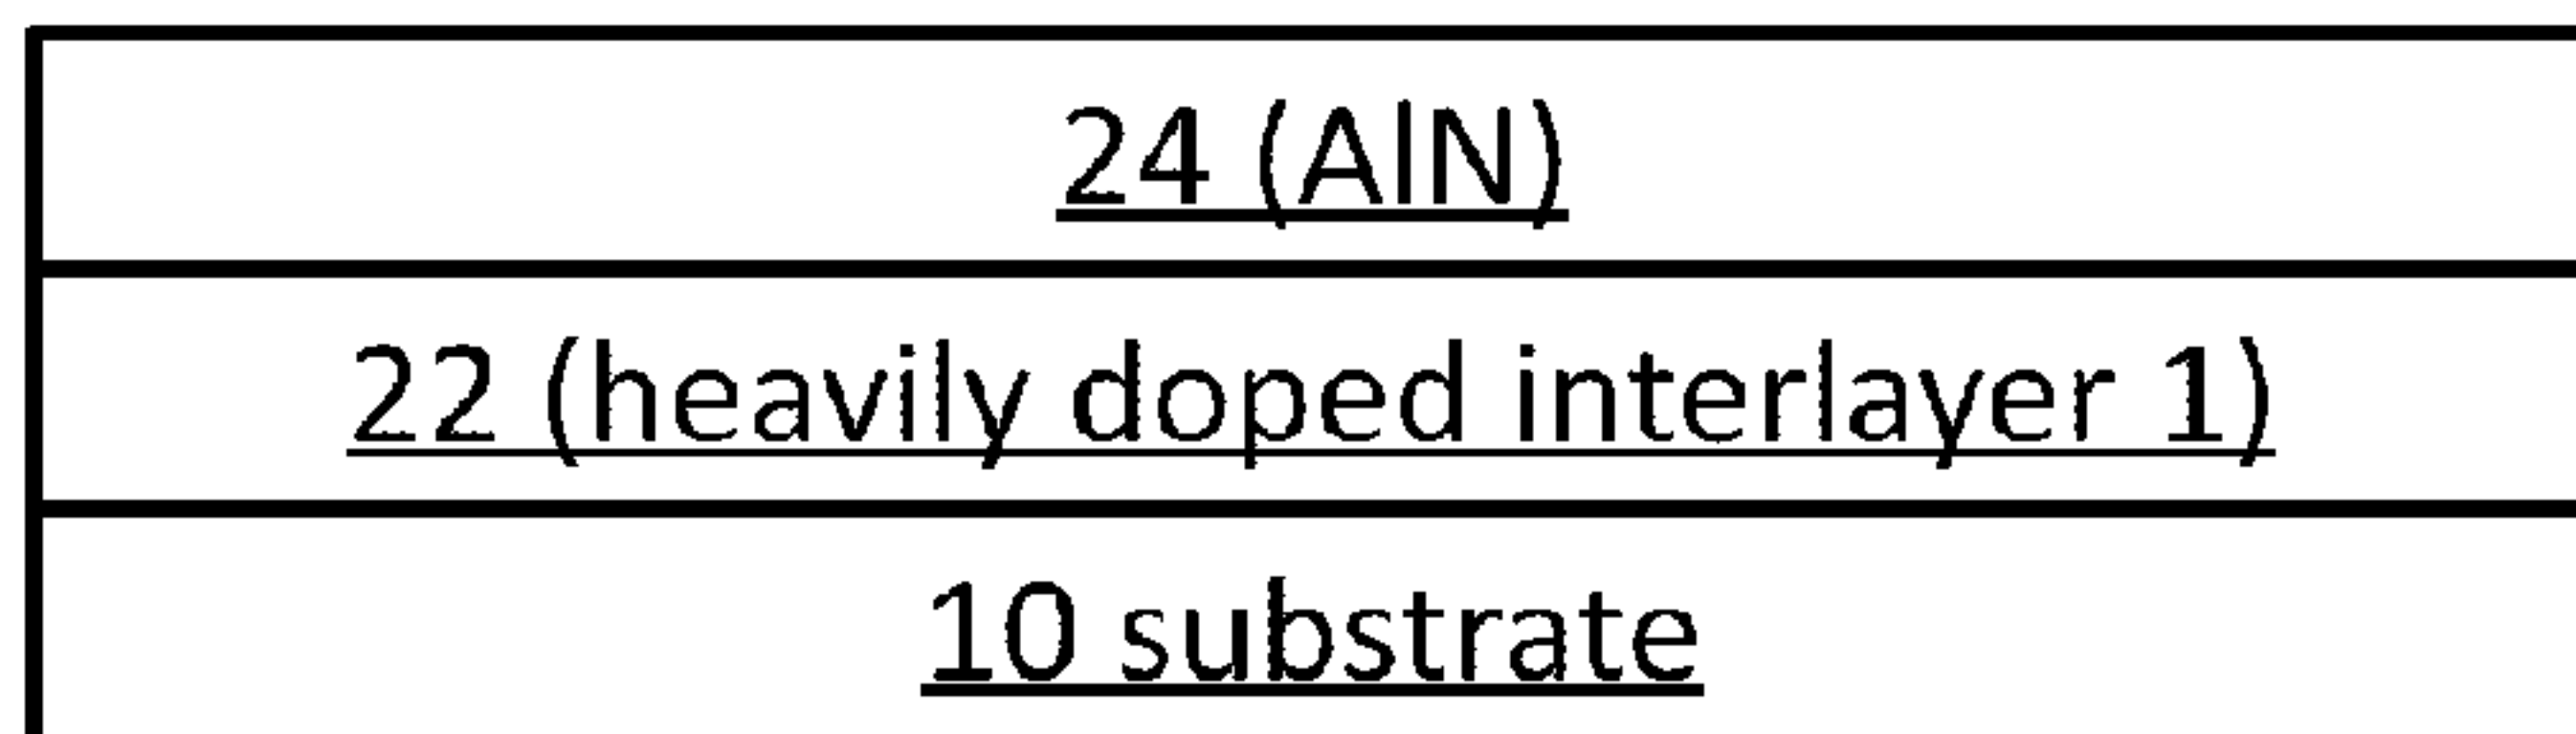 24 (AlN)
22 (heavily doped interlayer 1)
10 substrate